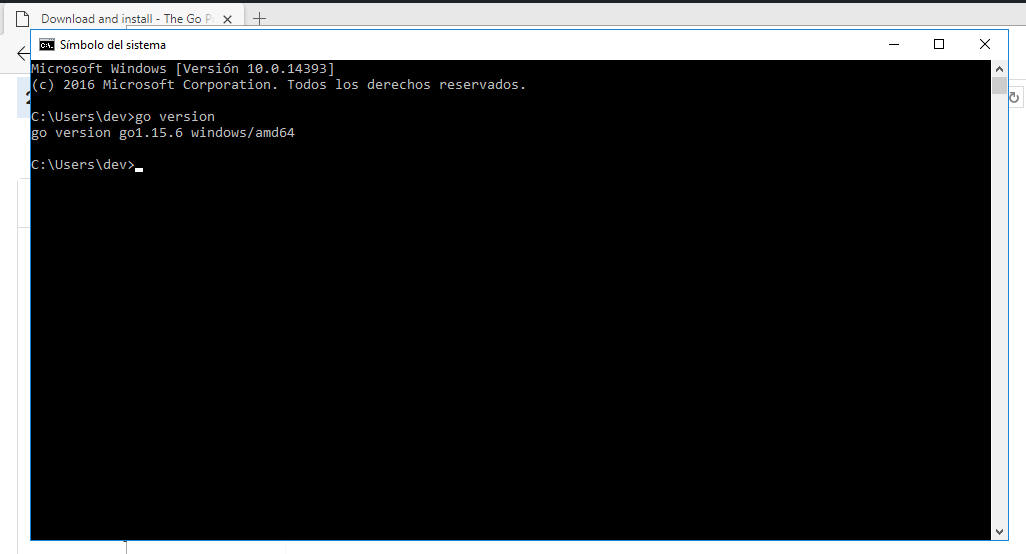 Download and install - The Go P
Símbolo del sistema
Microsoft Windows [Versión 10.0.14393]
(c) 2016 Microsoft Corporation. Todos los derechos reservados.
C:\Users\dev>go version
go version go1.15.6 windows/amd64
C:\Users\dev>